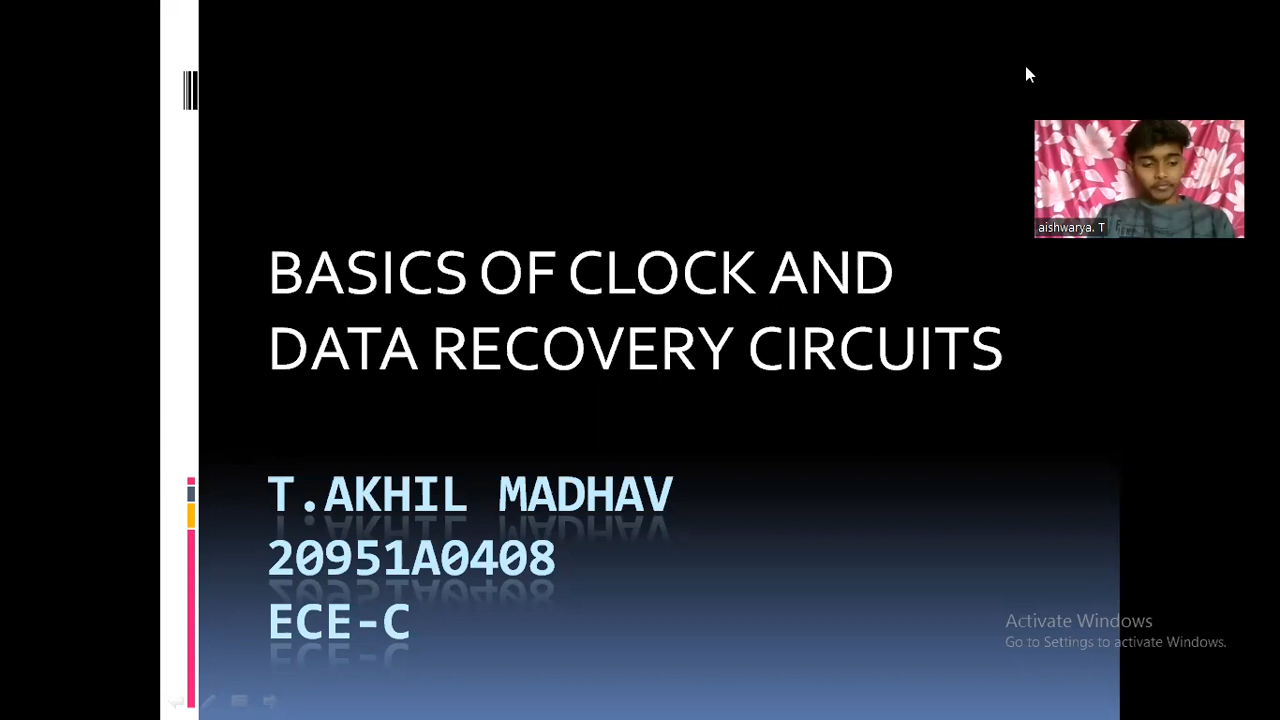 aishwarya. T
BASICS OF CLOCK AND
DATA RECOVERY CIRCUITS
T.AKHIL MADHAV
20951A0408
ECE-C
Activate Windows
Go to Settings to activate Windows.